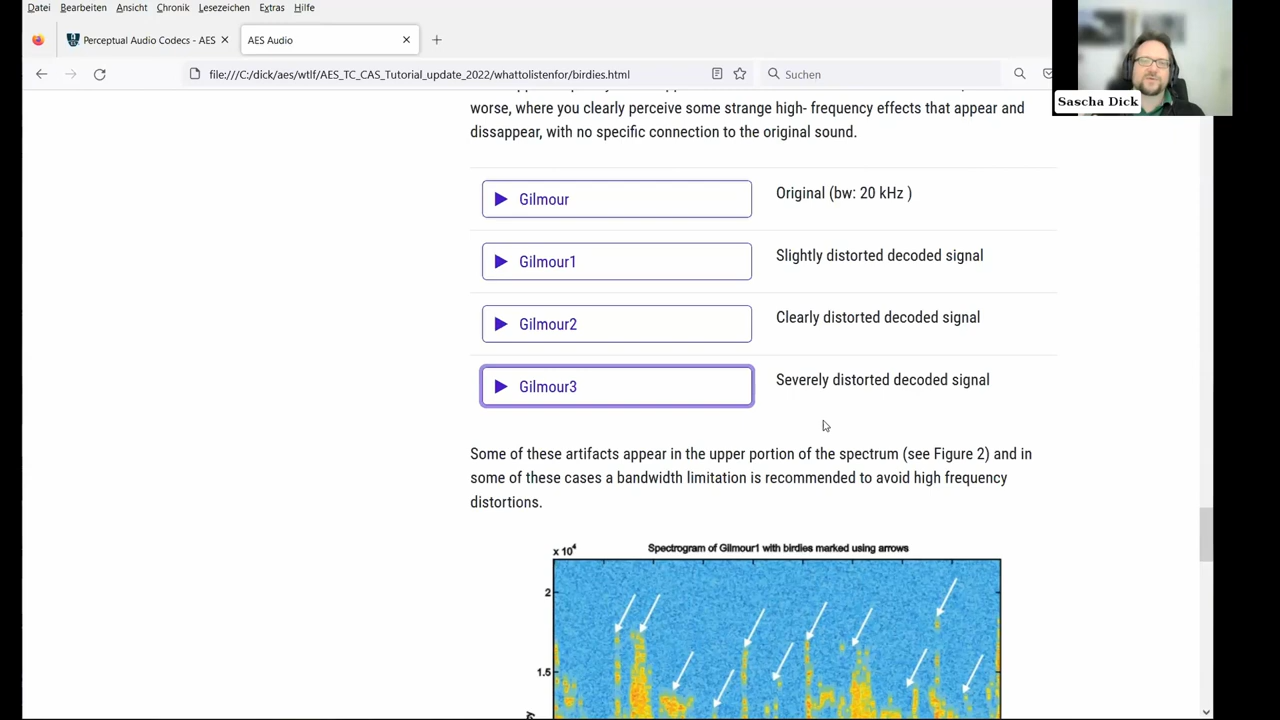 Datei Bearbeiten Ansicht Chronik Lesezeichen Extras Hilfe
Perceptual Audio Codecs - AES
AES Audio
file:///C:/dick/aes/wtlf/AES_TC_CAS_Tutorial_update_2022/whattolistenfor/birdies.html
Suchen
Sascha Dick
worse, where you clearly perceive some strange high- frequency effects that appear and
dissappear, with no specific connection to the original sound.
Gilmour
Original (bw: 20 kHz )
Gilmour1
Slightly distorted decoded signal
Gilmour2
Clearly distorted decoded signal
Gilmour3
Severely distorted decoded signal
Some of these artifacts appear in the upper portion of the spectrum (see Figure 2) and in
some of these cases a bandwidth limitation is recommended to avoid high frequency
distortions.
x 10⁴
Spectrogram of Gilmour1 with birdies marked using arrows
2
1.5